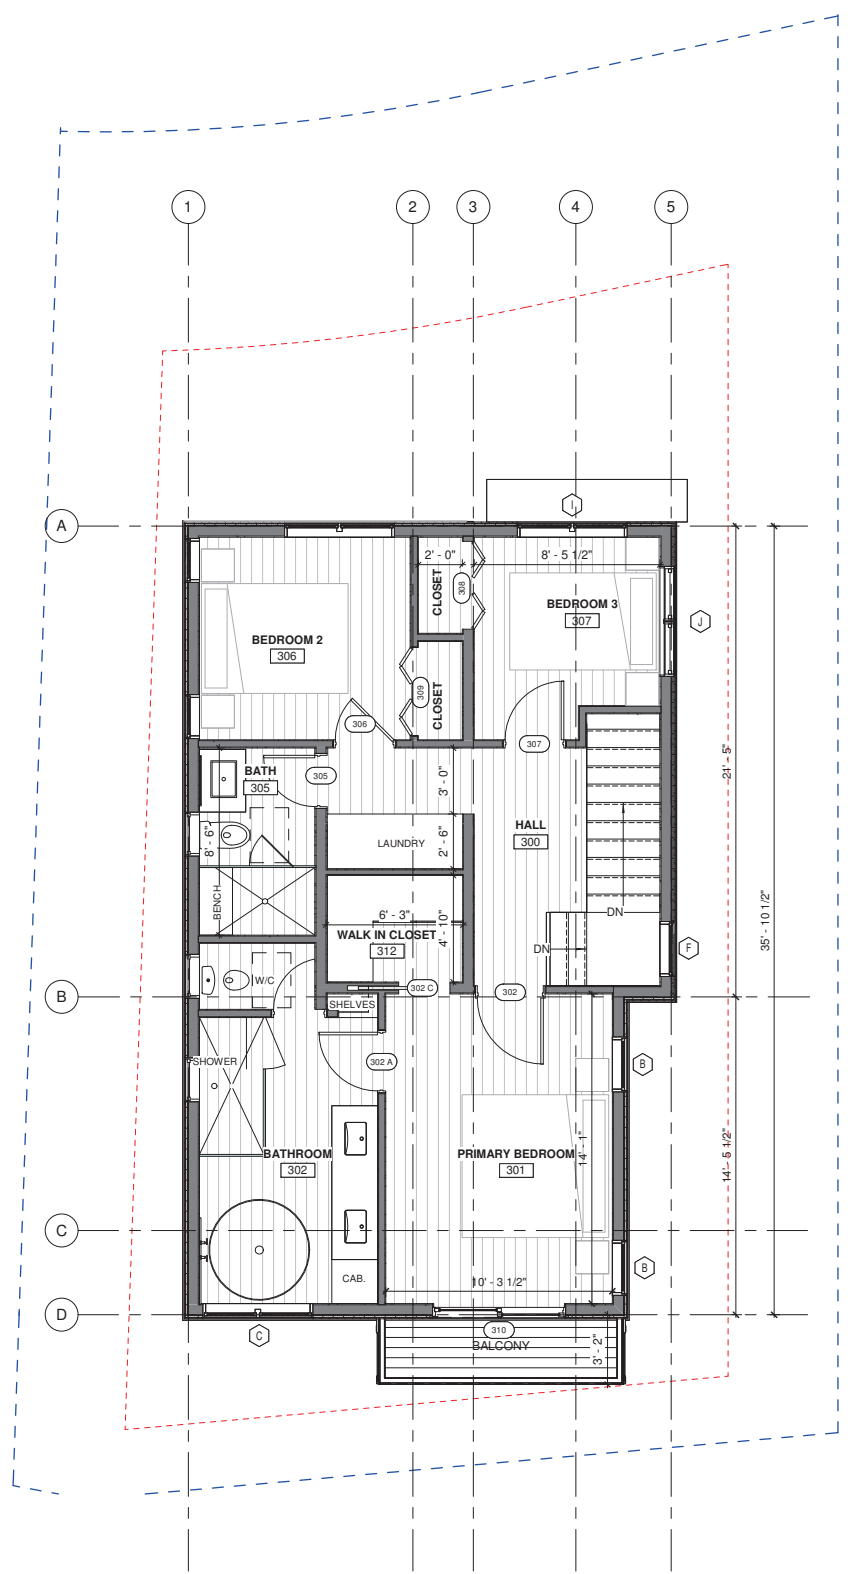 1
2
3
4
5
A
I
2' - 0"
8' - 5 1/2"
CLOSET
308
BEDROOM 3
307
J
BEDROOM 2
306
309
CLOSET
306
307
21' - 5"
BATH
305
305
3' - 0"
HALL
300
8' - 6"
LAUNDRY
2' - 6"
BENCH
6' - 3"
4' - 10"
WALK IN CLOSET
312
DN
DN
F
35' - 10 1/2"
W/C
B
302 C
302
SHELVES
SHOWER
302 A
B
BATHROOM
302
PRIMARY BEDROOM
301
14' - 1"
14' - 5 1/2"
C
B
CAB.
10' - 3 1/2"
D
C
310
BALCONY
3' - 2"